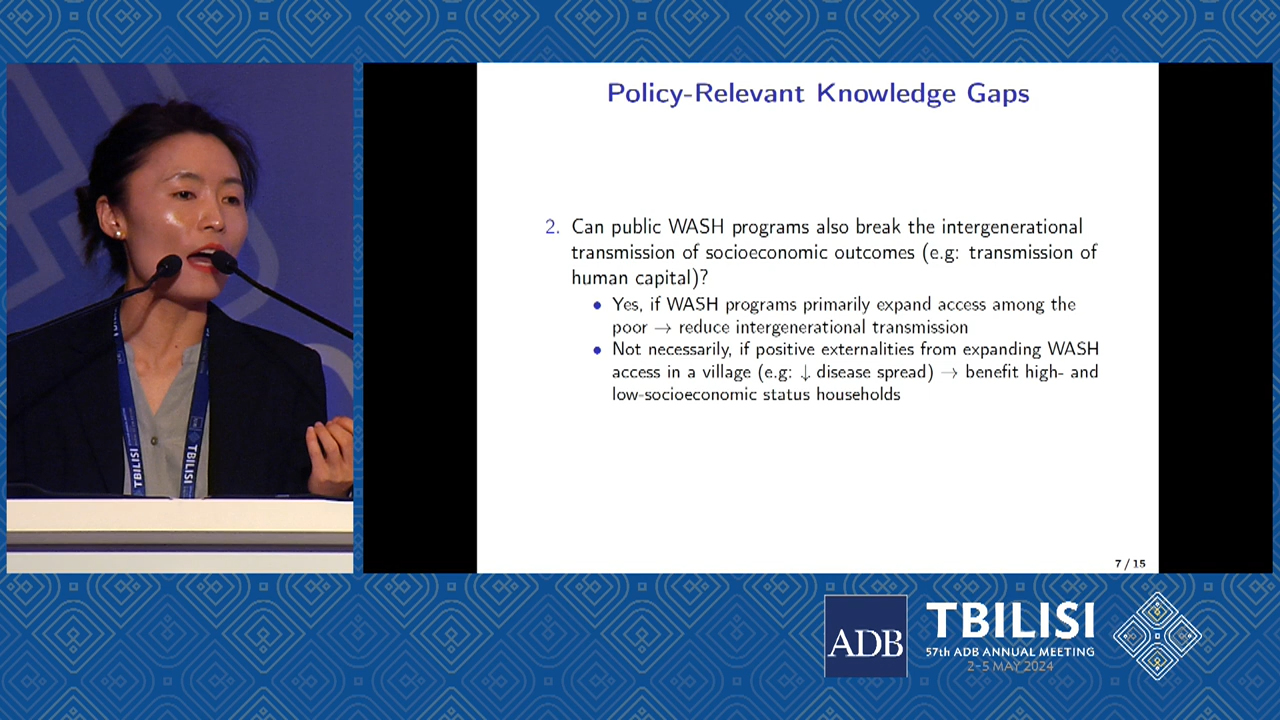 Policy-Relevant Knowledge Gaps
2. Can public WASH programs also break the intergenerational
transmission of socioeconomic outcomes (e.g: transmission of
human capital)?
• Yes, if WASH programs primarily expand access among the
poor → reduce intergenerational transmission
• Not necessarily, if positive externalities from expanding WASH
access in a village (e.g: ↓ disease spread) → benefit high- and
low-socioeconomic status households
7 / 15
TBILISI
TBILISI
ADB
TBILISI
57th ADB ANNUAL MEETING
2-5 MAY 2024